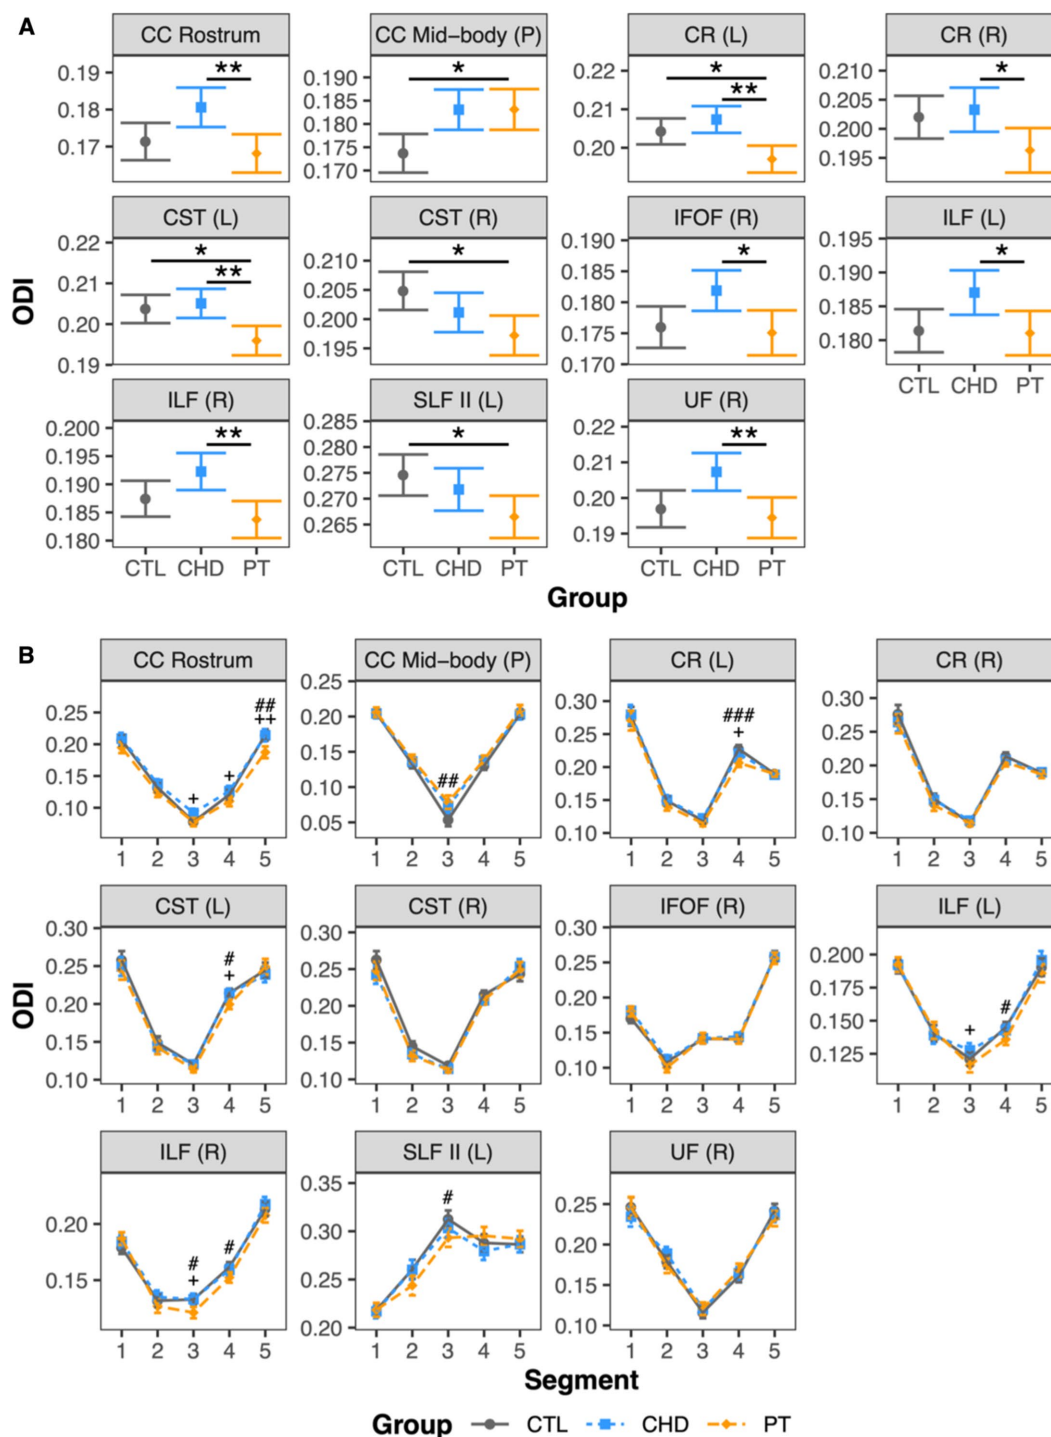 A
CC Rostrum CC Mid−body (P) CR (L) CR (R)
** * * ** *
0.19 0.18 0.17
0.190 0.185 0.180 0.175 0.170
0.22 0.21 0.20
0.210 0.205 0.200 0.195
CST (L) CST (R) IFOF (R) ILF (L)
* ** * * *
0.22 0.21 0.20 0.19
0.210 0.205 0.200 0.195
0.190 0.185 0.180 0.175 0.170
0.195 0.190 0.185 0.180
CTL CHD PT
ODI
ILF (R) SLF II (L) UF (R)
** * **
0.200 0.195 0.190 0.185 0.180
0.285 0.280 0.275 0.270 0.265
0.22 0.21 0.20 0.19
CTL CHD PT CTL CHD PT CTL CHD PT
Group
B
CC Rostrum CC Mid−body (P) CR (L) CR (R)
0.25 0.20 0.15 0.10
+ + ## ++
0.25 0.20 0.15 0.10 0.05
##
0.30 0.25 0.20 0.15 0.10
### +
0.30 0.25 0.20 0.15 0.10
1 2 3 4 5 1 2 3 4 5 1 2 3 4 5 1 2 3 4 5
CST (L) CST (R) IFOF (R) ILF (L)
0.30 0.25 0.20 0.15 0.10
# +
0.30 0.25 0.20 0.15 0.10
0.30 0.25 0.20 0.15 0.10
0.200 0.175 0.150 0.125
+ #
1 2 3 4 5 1 2 3 4 5 1 2 3 4 5 1 2 3 4 5
ODI
ILF (R) SLF II (L) UF (R)
0.20 0.15
# + #
0.35 0.30 0.25 0.20
#
0.25 0.20 0.15 0.10
1 2 3 4 5 1 2 3 4 5 1 2 3 4 5
Segment
Group CTL CHD PT